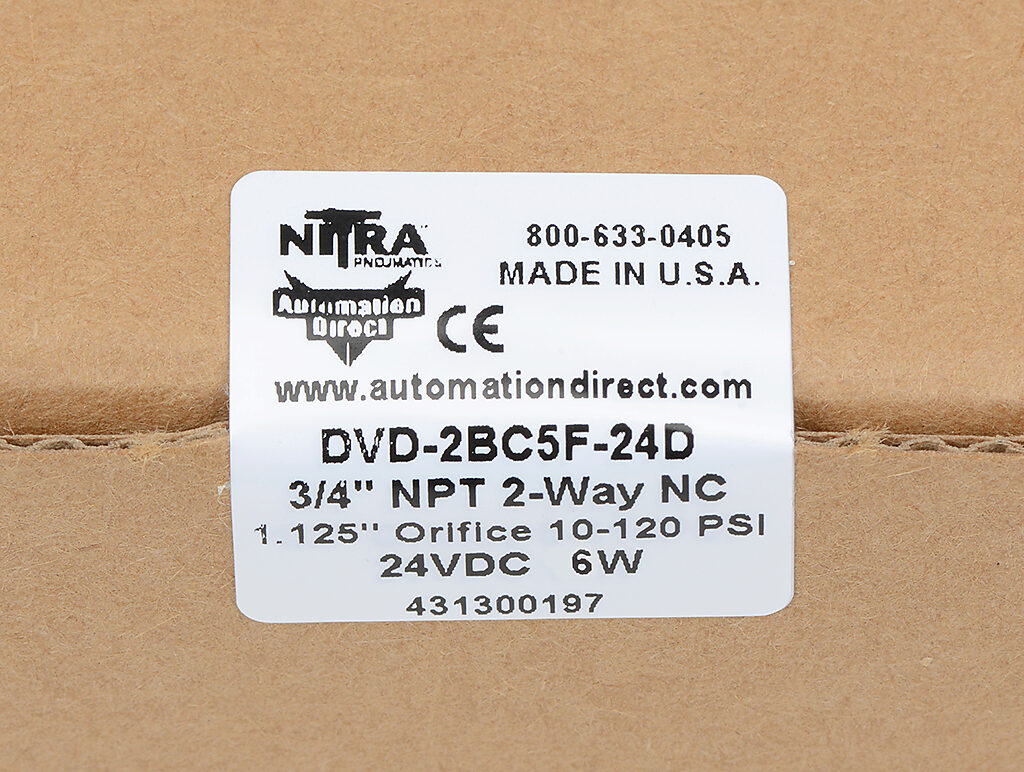 NITRA
PNEUMATICS
Automation
Direct
CE
800-633-0405
MADE IN U.S.A.
www.automationdirect.com
DVD-2BC5F-24D
3/4" NPT 2-Way NC
1.125" Orifice 10-120 PSI
24VDC 6W
431300197